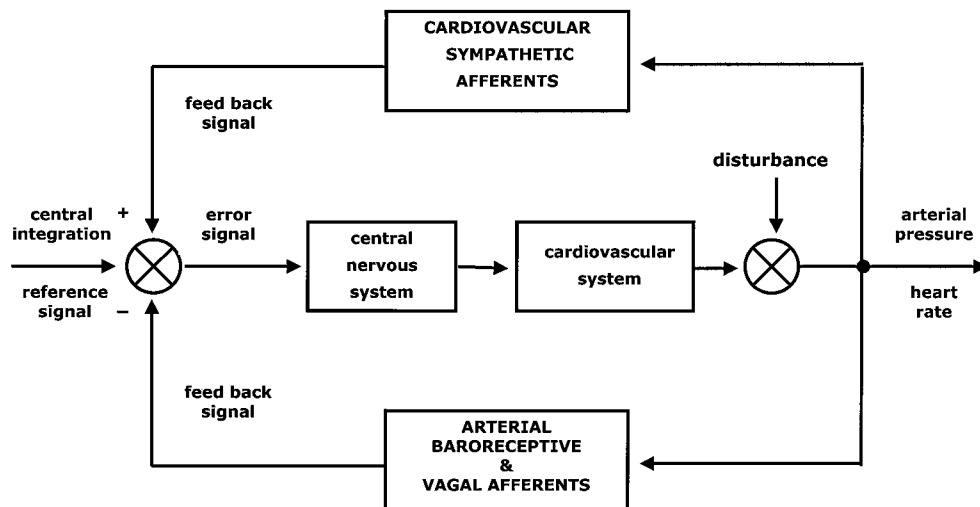 CARDIOVASCULAR
SYMPATHETIC
AFFERENTS
feed back
signal
disturbance
central
integration
+
error
signal
central
nervous
system
cardiovascular
system
arterial
pressure
reference
signal
–
heart
rate
feed back
signal
ARTERIAL
BARORECEPTIVE
&
VAGAL AFFERENTS